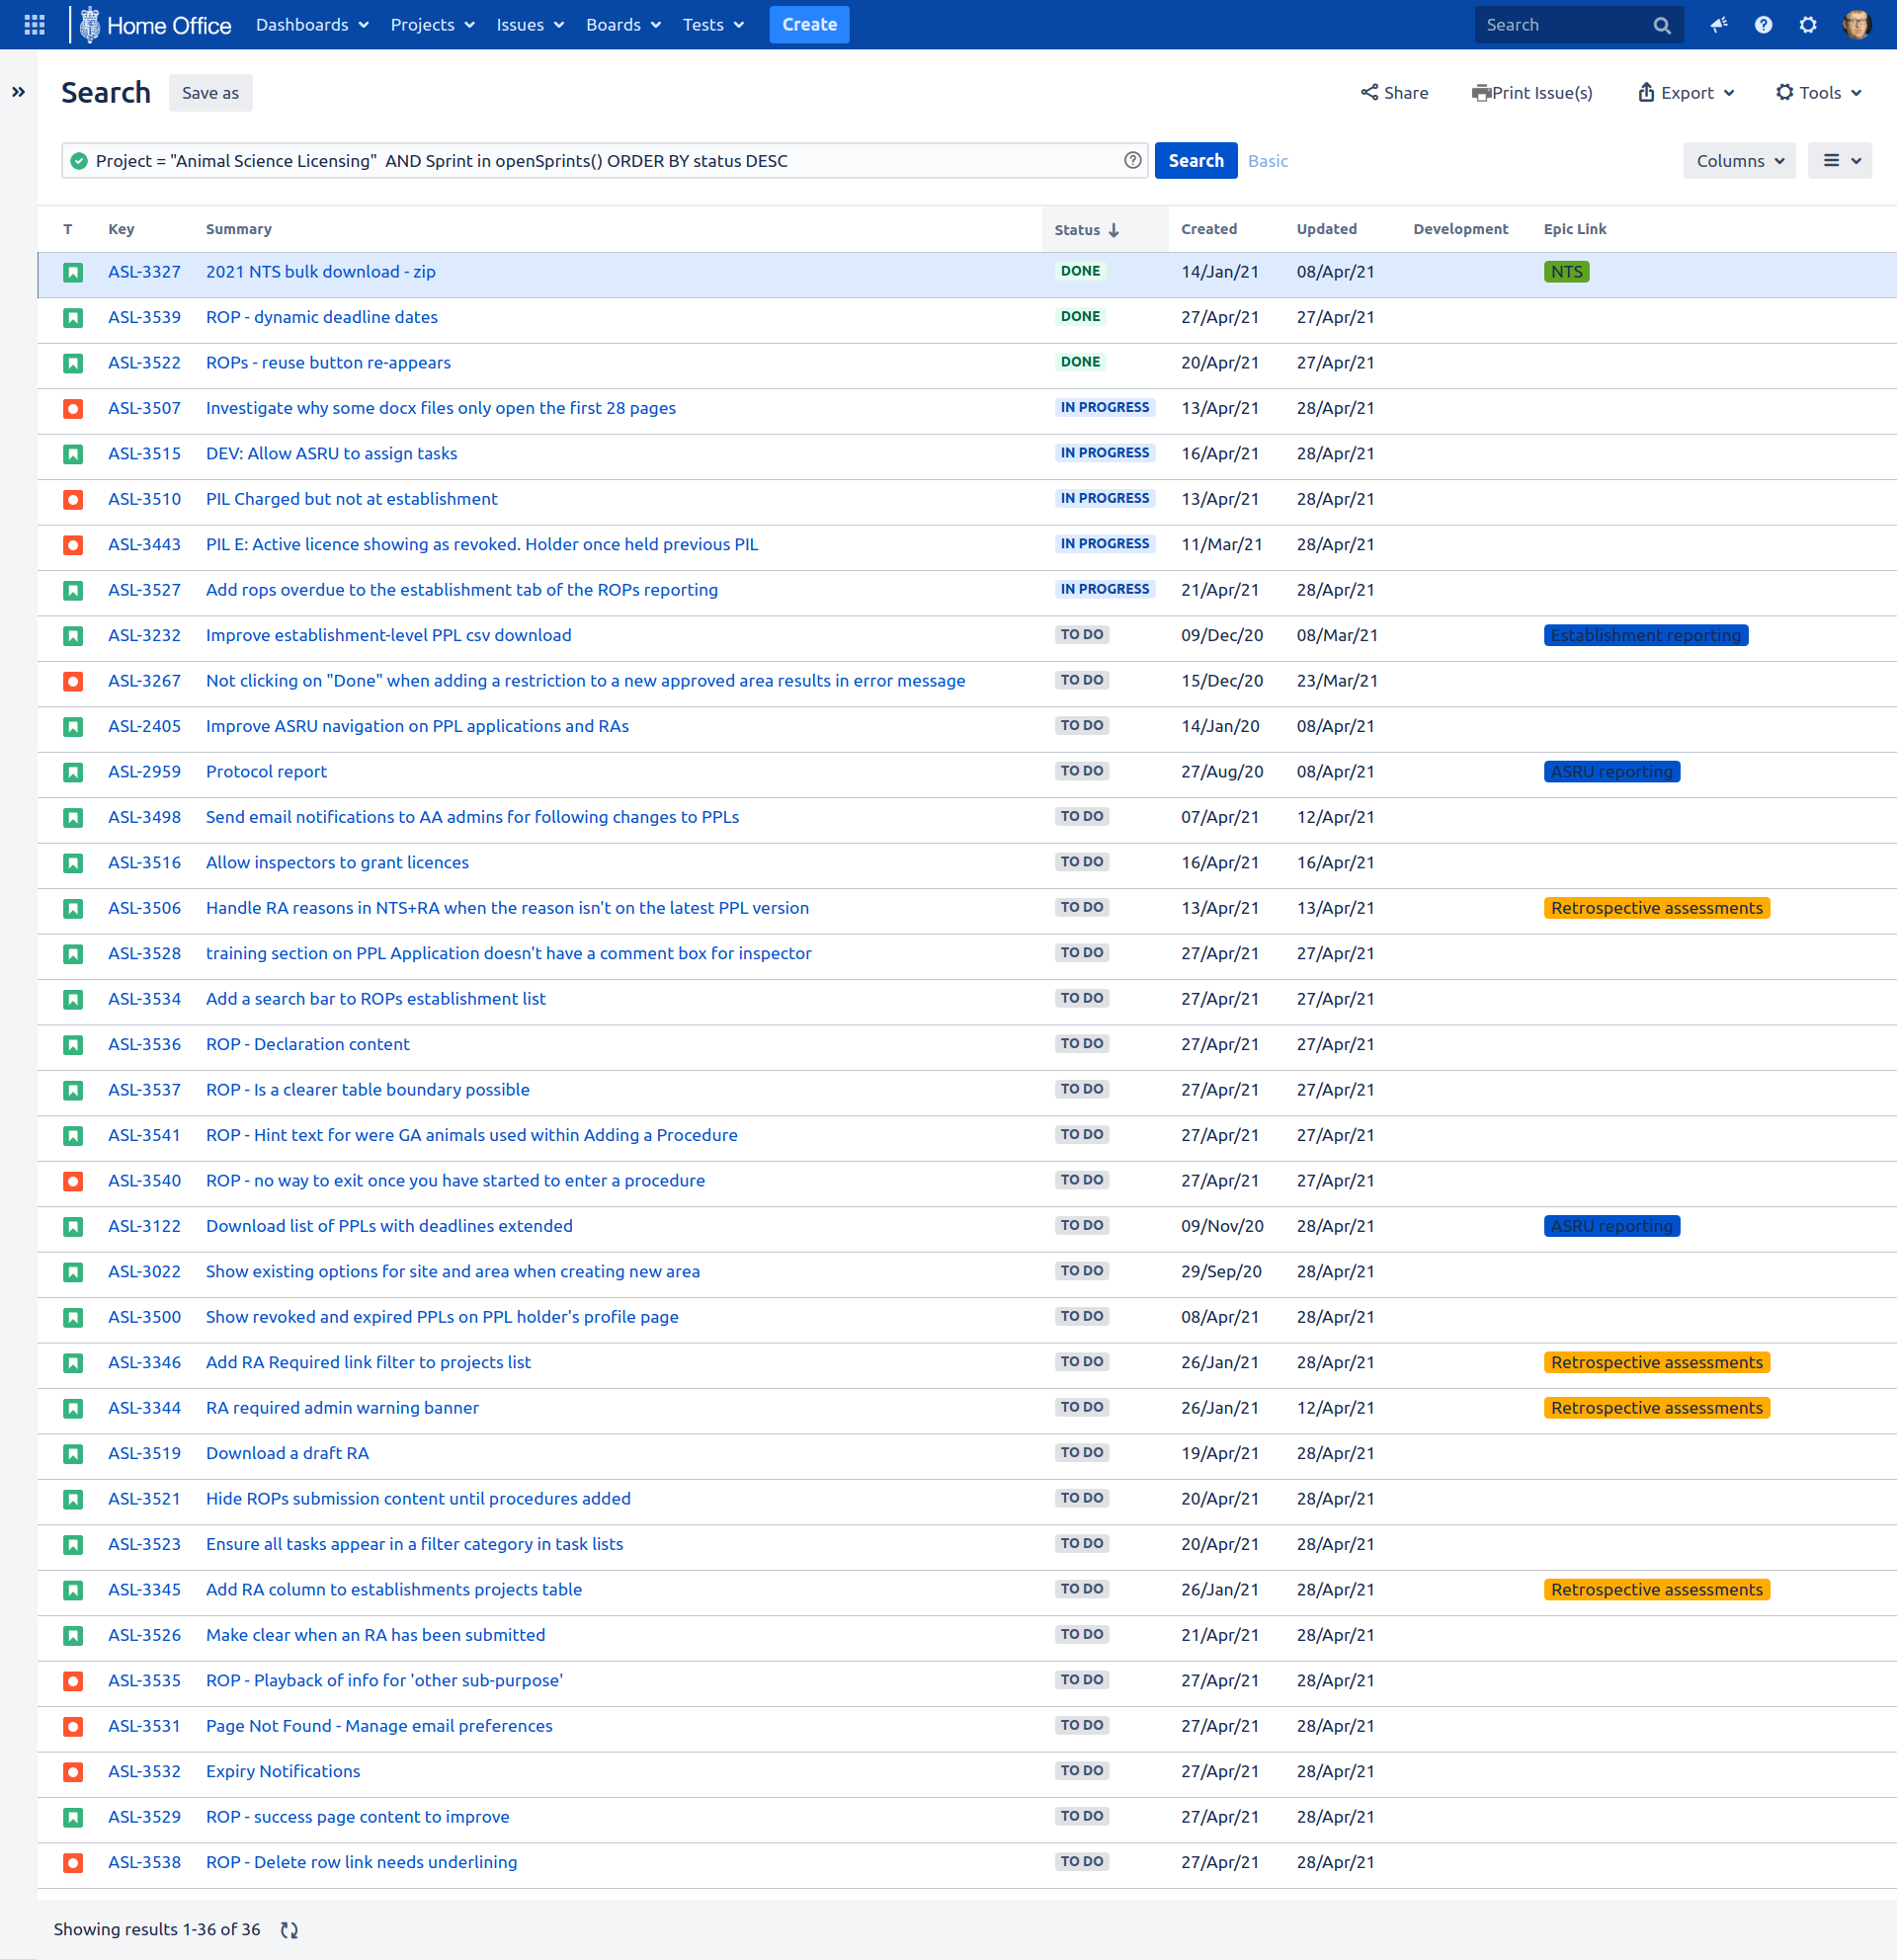 Home Office Dashboards Projects Issues Boards Tests Create Search
Search Save as Share Print Issue(s) Export Tools
Project = "Animal Science Licensing" AND Sprint in openSprints() ORDER BY status DESC Search Basic Columns
T Key Summary Status Created Updated Development Epic Link
ASL-3327 2021 NTS bulk download - zip DONE 14/Jan/21 08/Apr/21 NTS
ASL-3539 ROP - dynamic deadline dates DONE 27/Apr/21 27/Apr/21
ASL-3522 ROPs - reuse button re-appears DONE 20/Apr/21 27/Apr/21
ASL-3507 Investigate why some docx files only open the first 28 pages IN PROGRESS 13/Apr/21 28/Apr/21
ASL-3515 DEV: Allow ASRU to assign tasks IN PROGRESS 16/Apr/21 28/Apr/21
ASL-3510 PIL Charged but not at establishment IN PROGRESS 13/Apr/21 28/Apr/21
ASL-3443 PIL E: Active licence showing as revoked. Holder once held previous PIL IN PROGRESS 11/Mar/21 28/Apr/21
ASL-3527 Add rops overdue to the establishment tab of the ROPs reporting IN PROGRESS 21/Apr/21 28/Apr/21
ASL-3232 Improve establishment-level PPL csv download TO DO 09/Dec/20 08/Mar/21 Establishment reporting
ASL-3267 Not clicking on "Done" when adding a restriction to a new approved area results in error message TO DO 15/Dec/20 23/Mar/21
ASL-2405 Improve ASRU navigation on PPL applications and RAs TO DO 14/Jan/20 08/Apr/21
ASL-2959 Protocol report TO DO 27/Aug/20 08/Apr/21 ASRU reporting
ASL-3498 Send email notifications to AA admins for following changes to PPLs TO DO 07/Apr/21 12/Apr/21
ASL-3516 Allow inspectors to grant licences TO DO 16/Apr/21 16/Apr/21
ASL-3506 Handle RA reasons in NTS+RA when the reason isn't on the latest PPL version TO DO 13/Apr/21 13/Apr/21 Retrospective assessments
ASL-3528 training section on PPL Application doesn't have a comment box for inspector TO DO 27/Apr/21 27/Apr/21
ASL-3534 Add a search bar to ROPs establishment list TO DO 27/Apr/21 27/Apr/21
ASL-3536 ROP - Declaration content TO DO 27/Apr/21 27/Apr/21
ASL-3537 ROP - Is a clearer table boundary possible TO DO 27/Apr/21 27/Apr/21
ASL-3541 ROP - Hint text for were GA animals used within Adding a Procedure TO DO 27/Apr/21 27/Apr/21
ASL-3540 ROP - no way to exit once you have started to enter a procedure TO DO 27/Apr/21 27/Apr/21
ASL-3122 Download list of PPLs with deadlines extended TO DO 09/Nov/20 28/Apr/21 ASRU reporting
ASL-3022 Show existing options for site and area when creating new area TO DO 29/Sep/20 28/Apr/21
ASL-3500 Show revoked and expired PPLs on PPL holder's profile page TO DO 08/Apr/21 28/Apr/21
ASL-3346 Add RA Required link filter to projects list TO DO 26/Jan/21 28/Apr/21 Retrospective assessments
ASL-3344 RA required admin warning banner TO DO 26/Jan/21 12/Apr/21 Retrospective assessments
ASL-3519 Download a draft RA TO DO 19/Apr/21 28/Apr/21
ASL-3521 Hide ROPs submission content until procedures added TO DO 20/Apr/21 28/Apr/21
ASL-3523 Ensure all tasks appear in a filter category in task lists TO DO 20/Apr/21 28/Apr/21
ASL-3345 Add RA column to establishments projects table TO DO 26/Jan/21 28/Apr/21 Retrospective assessments
ASL-3526 Make clear when an RA has been submitted TO DO 21/Apr/21 28/Apr/21
ASL-3535 ROP - Playback of info for 'other sub-purpose' TO DO 27/Apr/21 28/Apr/21
ASL-3531 Page Not Found - Manage email preferences TO DO 27/Apr/21 28/Apr/21
ASL-3532 Expiry Notifications TO DO 27/Apr/21 28/Apr/21
ASL-3529 ROP - success page content to improve TO DO 27/Apr/21 28/Apr/21
ASL-3538 ROP - Delete row link needs underlining TO DO 27/Apr/21 28/Apr/21
Showing results 1-36 of 36